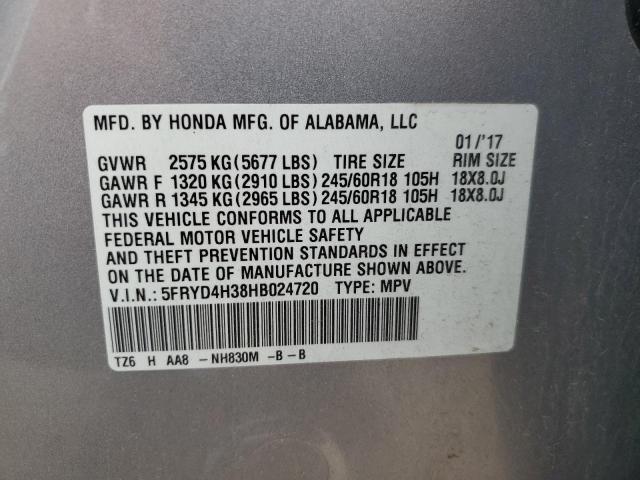 MFD. BY HONDA MFG. OF ALABAMA, LLC
01/'17
GVWR 2575 KG(5677 LBS) TIRE SIZE RIM SIZE
GAWR F 1320 KG(2910 LBS) 245/60R18 105H 18X8.0J
GAWR R 1345 KG(2965 LBS) 245/60R18 105H 18X8.0J
THIS VEHICLE CONFORMS TO ALL APPLICABLE
FEDERAL MOTOR VEHICLE SAFETY
AND THEFT PREVENTION STANDARDS IN EFFECT
ON THE DATE OF MANUFACTURE SHOWN ABOVE.
V.I.N.: 5FRYD4H38HB024720 TYPE: MPV
TZ6 H AA8 -NH830M -B-B